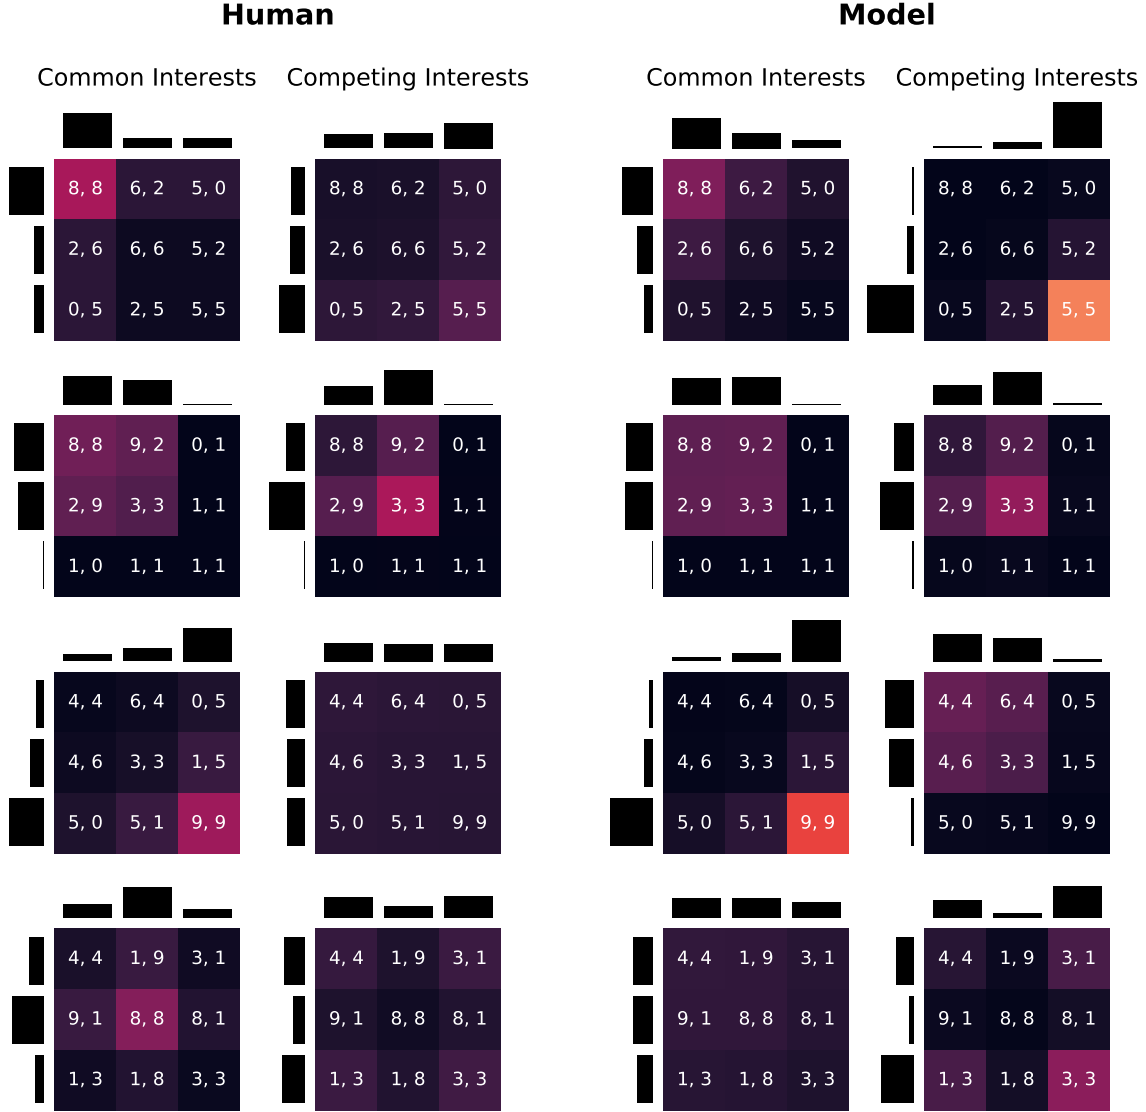 Human Model
Common Interests Competing Interests Common Interests Competing Interests
8, 8 6, 2 5, 0 8, 8 6, 2 5, 0 8, 8 6, 2 5, 0 8, 8 6, 2 5, 0
2, 6 6, 6 5, 2 2, 6 6, 6 5, 2 2, 6 6, 6 5, 2 2, 6 6, 6 5, 2
0, 5 2, 5 5, 5 0, 5 2, 5 5, 5 0, 5 2, 5 5, 5 0, 5 2, 5 5, 5
8, 8 9, 2 0, 1 8, 8 9, 2 0, 1 8, 8 9, 2 0, 1 8, 8 9, 2 0, 1
2, 9 3, 3 1, 1 2, 9 3, 3 1, 1 2, 9 3, 3 1, 1 2, 9 3, 3 1, 1
1, 0 1, 1 1, 1 1, 0 1, 1 1, 1 1, 0 1, 1 1, 1 1, 0 1, 1 1, 1
4, 4 6, 4 0, 5 4, 4 6, 4 0, 5 4, 4 6, 4 0, 5 4, 4 6, 4 0, 5
4, 6 3, 3 1, 5 4, 6 3, 3 1, 5 4, 6 3, 3 1, 5 4, 6 3, 3 1, 5
5, 0 5, 1 9, 9 5, 0 5, 1 9, 9 5, 0 5, 1 9, 9 5, 0 5, 1 9, 9
4, 4 1, 9 3, 1 4, 4 1, 9 3, 1 4, 4 1, 9 3, 1 4, 4 1, 9 3, 1
9, 1 8, 8 8, 1 9, 1 8, 8 8, 1 9, 1 8, 8 8, 1 9, 1 8, 8 8, 1
1, 3 1, 8 3, 3 1, 3 1, 8 3, 3 1, 3 1, 8 3, 3 1, 3 1, 8 3, 3